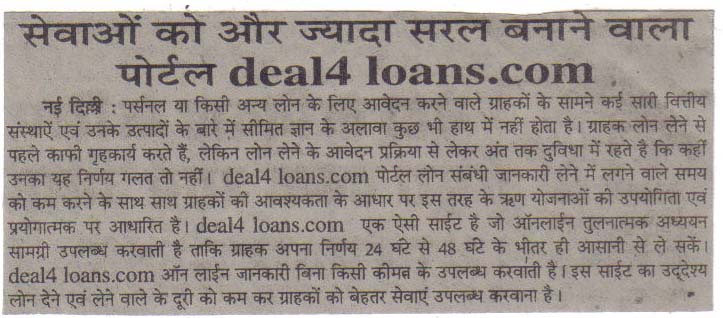 सेवाओं को और ज्यादा सरल बनाने वाला
पोर्टल deal4 loans.com
नई दिल्ली : पर्सनल या किसी अन्य लोन के लिए आवेदन करने वाले ग्राहकों के सामने कई सारी वित्तीय
संस्थाएँ एवं उनके उत्पादों के बारे में सीमित ज्ञान के अलावा कुछ भी हाथ में नहीं होता है। ग्राहक लोन लेने से
पहले काफी गृहकार्य करते हैं, लेकिन लोन लेने के आवेदन प्रक्रिया से लेकर अंत तक दुविधा में रहते है कि कहीं
उनका यह निर्णय गलत तो नहीं। deal4 loans.com पोर्टल लोन संबंधी जानकारी लेने में लगने वाले समय
को कम करने के साथ साथ ग्राहकों की आवश्यकता के आधार पर इस तरह के ऋण योजनाओं की उपयोगिता एवं
प्रयोगात्मक पर आधारित है। deal4 loans.com एक ऐसी साईट है जो ऑनलाईन तुलनात्मक अध्ययन
सामग्री उपलब्ध करवाती है ताकि ग्राहक अपना निर्णय 24 घंटे से 48 घंटे के भीतर ही आसानी से ले सकें।
deal4 loans.com ऑन लाईन जानकारी बिना किसी कीमत के उपलब्ध करवाती है। इस साईट का उद्देश्य
लोन देने एवं लेने वाले के दूरी को कम कर ग्राहकों को बेहतर सेवाएं उपलब्ध करवाना है।